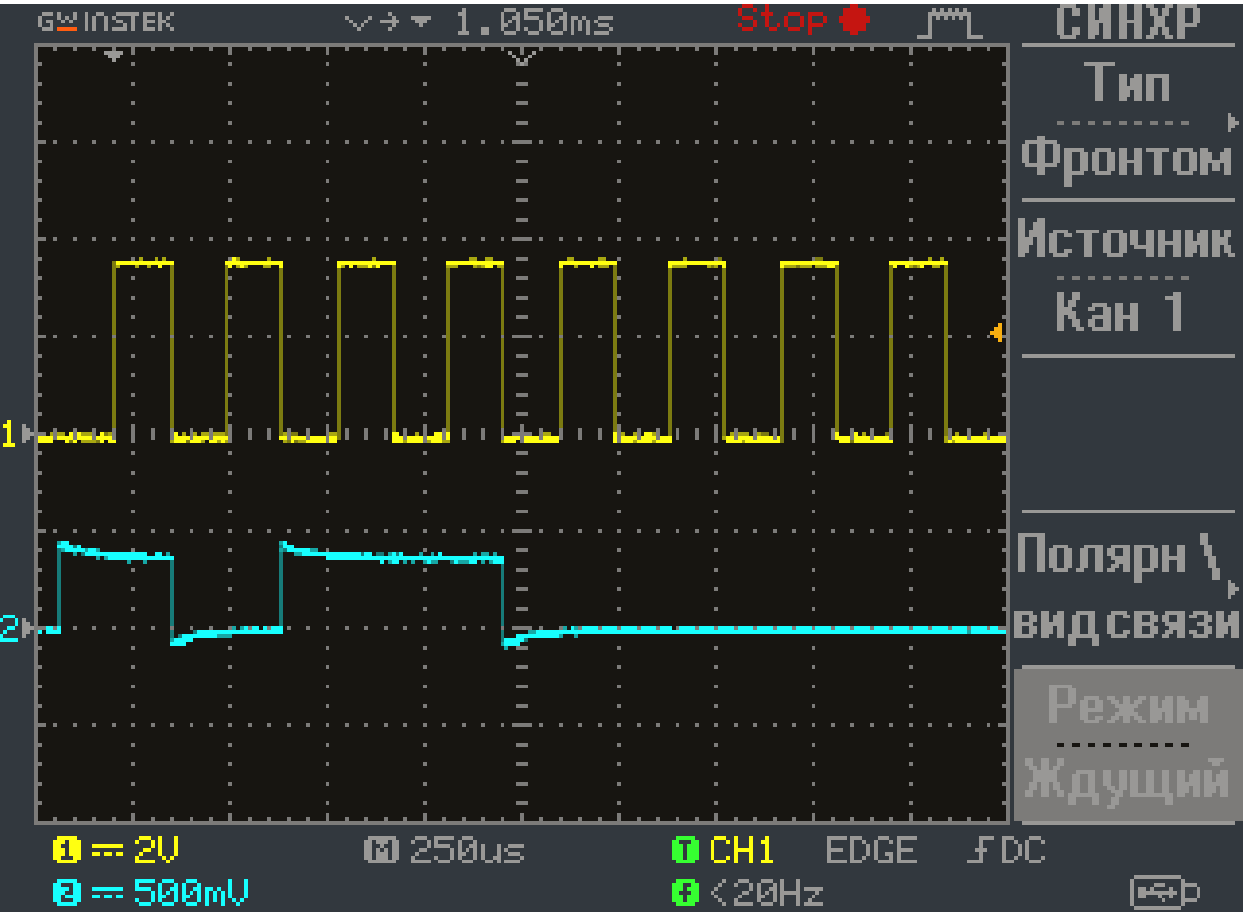 GW INSTEK 1.050ms Stop
СИНХР
Тип
Фронтом
Источник
Кан 1
Полярн \
вид связи
Режим
Ждущий
1
2
1 2V M 250us T CH1 EDGE DC
2 500mV f <20Hz